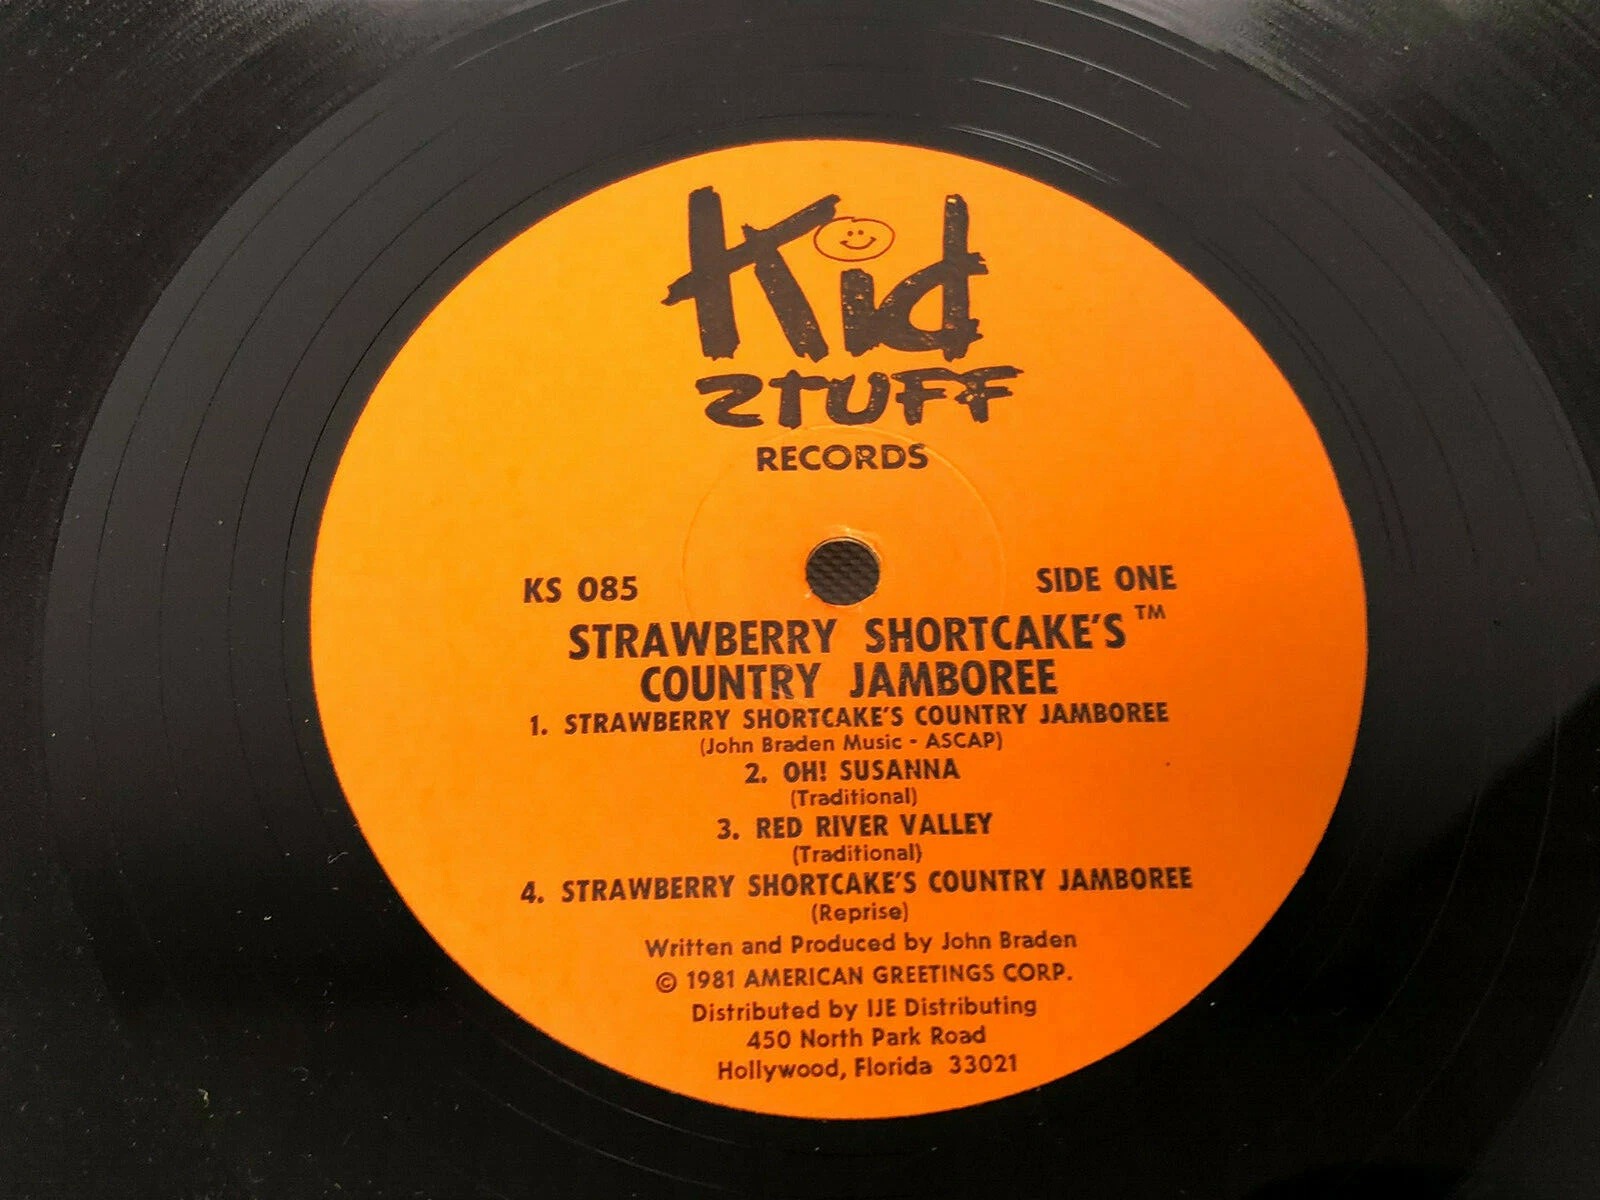 Kid
STUFF
RECORDS
KS 085
SIDE ONE
STRAWBERRY SHORTCAKE'S™
COUNTRY JAMBOREE
1. STRAWBERRY SHORTCAKE'S COUNTRY JAMBOREE
(John Braden Music - ASCAP)
2. OH! SUSANNA
(Traditional)
3. RED RIVER VALLEY
(Traditional)
4. STRAWBERRY SHORTCAKE'S COUNTRY JAMBOREE
(Reprise)
Written and Produced by John Braden
© 1981 AMERICAN GREETINGS CORP.
Distributed by IJE Distributing
450 North Park Road
Hollywood, Florida 33021